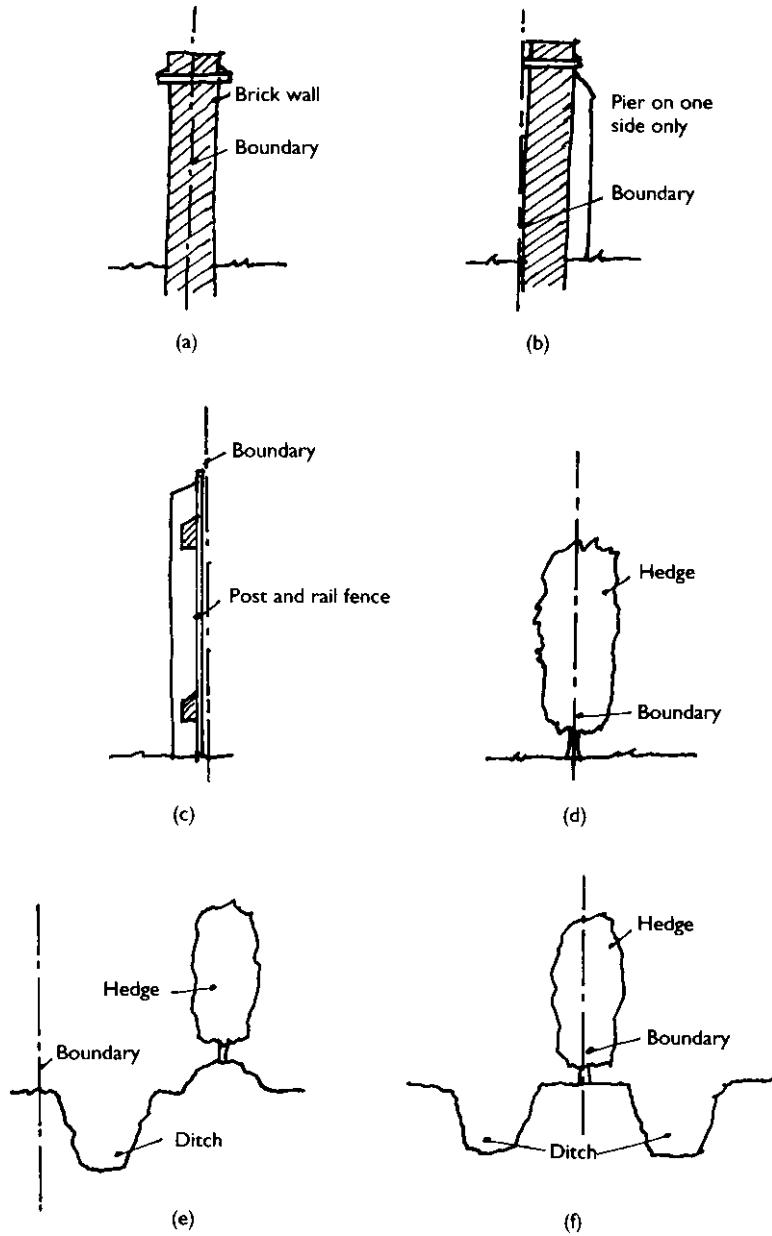 Brick wall
Boundary
(a)
Pier on one
side only
Boundary
(b)
Boundary
Post and rail fence
(c)
Hedge
Boundary
(d)
Hedge
Boundary
Ditch
(e)
Hedge
Boundary
Ditch
(f)